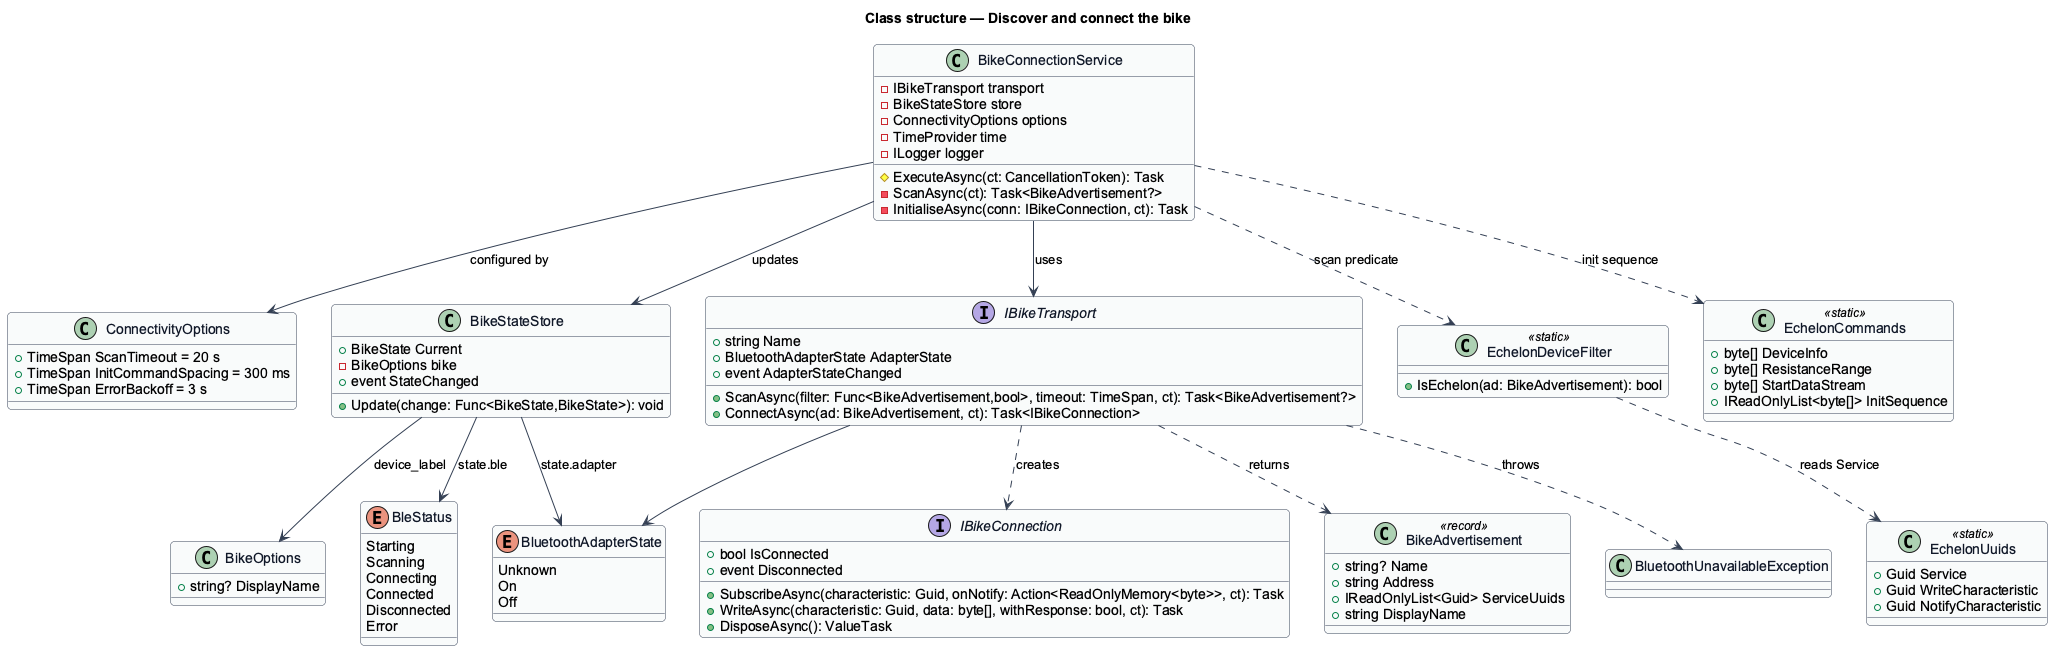 Class structure — Discover and connect the bike
C BikeConnectionService
IBikeTransport transport
BikeStateStore store
ConnectivityOptions options
TimeProvider time
ILogger logger
ExecuteAsync(ct: CancellationToken): Task
ScanAsync(ct): Task<BikeAdvertisement?>
InitialiseAsync(conn: IBikeConnection, ct): Task
configured by
updates
uses
scan predicate
init sequence
C ConnectivityOptions
TimeSpan ScanTimeout = 20 s
TimeSpan InitCommandSpacing = 300 ms
TimeSpan ErrorBackoff = 3 s
C BikeStateStore
BikeState Current
BikeOptions bike
event StateChanged
Update(change: Func<BikeState,BikeState>): void
I IBikeTransport
string Name
BluetoothAdapterState AdapterState
event AdapterStateChanged
ScanAsync(filter: Func<BikeAdvertisement,bool>, timeout: TimeSpan, ct): Task<BikeAdvertisement?>
ConnectAsync(ad: BikeAdvertisement, ct): Task<IBikeConnection>
«static»
C EchelonDeviceFilter
IsEchelon(ad: BikeAdvertisement): bool
«static»
C EchelonCommands
byte[] DeviceInfo
byte[] ResistanceRange
byte[] StartDataStream
IReadOnlyList<byte[]> InitSequence
device_label
state.ble
state.adapter
creates
returns
throws
reads Service
C BikeOptions
string? DisplayName
E BleStatus
Starting
Scanning
Connecting
Connected
Disconnected
Error
E BluetoothAdapterState
Unknown
On
Off
I IBikeConnection
bool IsConnected
event Disconnected
SubscribeAsync(characteristic: Guid, onNotify: Action<ReadOnlyMemory<byte>>, ct): Task
WriteAsync(characteristic: Guid, data: byte[], withResponse: bool, ct): Task
DisposeAsync(): ValueTask
«record»
C BikeAdvertisement
string? Name
string Address
IReadOnlyList<Guid> ServiceUuids
string DisplayName
C BluetoothUnavailableException
«static»
C EchelonUuids
Guid Service
Guid WriteCharacteristic
Guid NotifyCharacteristic